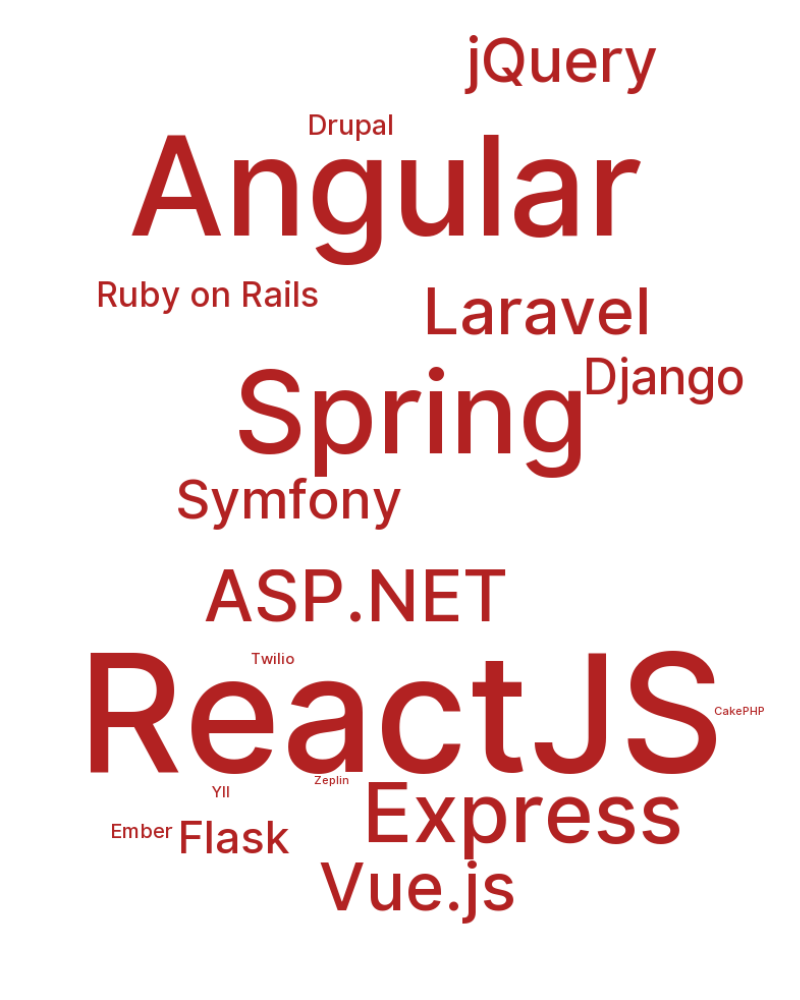 jQuery
Drupal
Angular
Ruby on Rails
Laravel
Django
Spring
Symfony
ASP.NET
Twilio
ReactJS
CakePHP
Zeplin
YII
Express
Ember
Flask
Vue.js